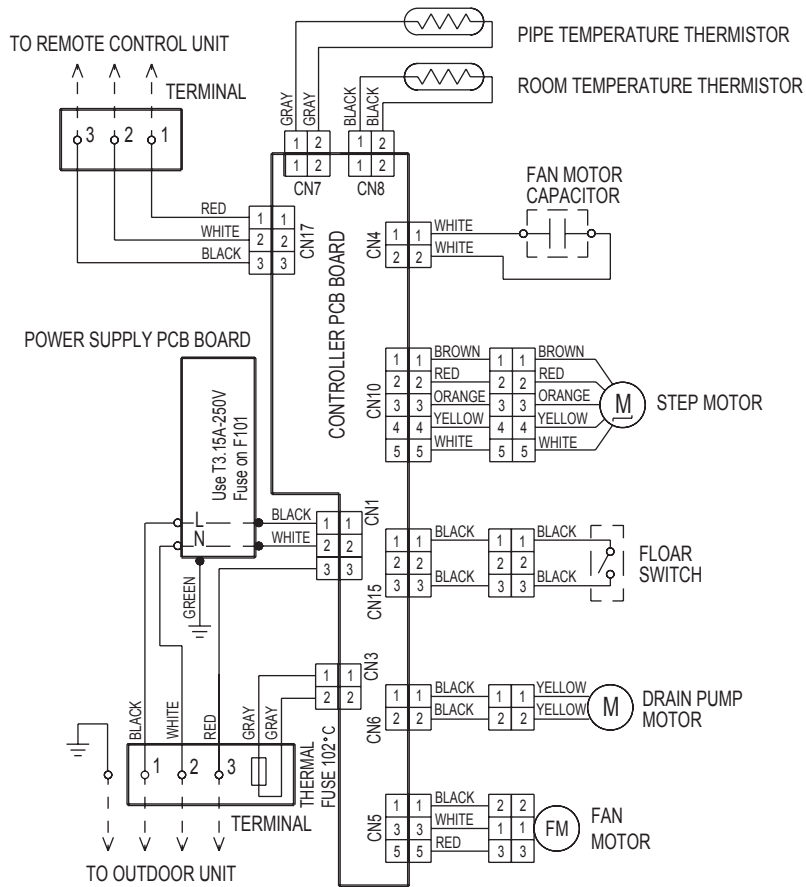 PIPE TEMPERATURE THERMISTOR
TO REMOTE CONTROL UNIT
ROOM TEMPERATURE THERMISTOR
TERMINAL
GRAY
GRAY
BLACK
BLACK
3 2 1
1 2
1 2
CN7
1 2
1 2
CN8
FAN MOTOR
CAPACITOR
RED
WHITE
BLACK
1 1
2 2
3 3
CN17
CN4
1 1
2 2
WHITE
WHITE
CONTROLLER PCB BOARD
POWER SUPPLY PCB BOARD
Use T3.15A-250V
Fuse on F101
CN10
1 1 BROWN 1 1 BROWN
2 2 RED 2 2 RED
3 3 ORANGE 3 3 ORANGE
4 4 YELLOW 4 4 YELLOW
5 5 WHITE 5 5 WHITE
M
STEP MOTOR
L
N
BLACK
WHITE
1 1
2 2
3 3
CN1
GREEN
CN15
1 1 BLACK 1 1 BLACK
2 2 2 2
3 3 BLACK 3 3 BLACK
FLOAR
SWITCH
CN3
1 1
2 2
CN6
1 1 BLACK 1 1 YELLOW
2 2 BLACK 2 2 YELLOW
M
DRAIN PUMP
MOTOR
BLACK
WHITE
RED
GRAY
GRAY
1 2 3
THERMAL
FUSE 102°C
TERMINAL
TO OUTDOOR UNIT
CN5
1 1 BLACK 2 2
3 3 WHITE 1 1
5 5 RED 3 3
FM
FAN
MOTOR